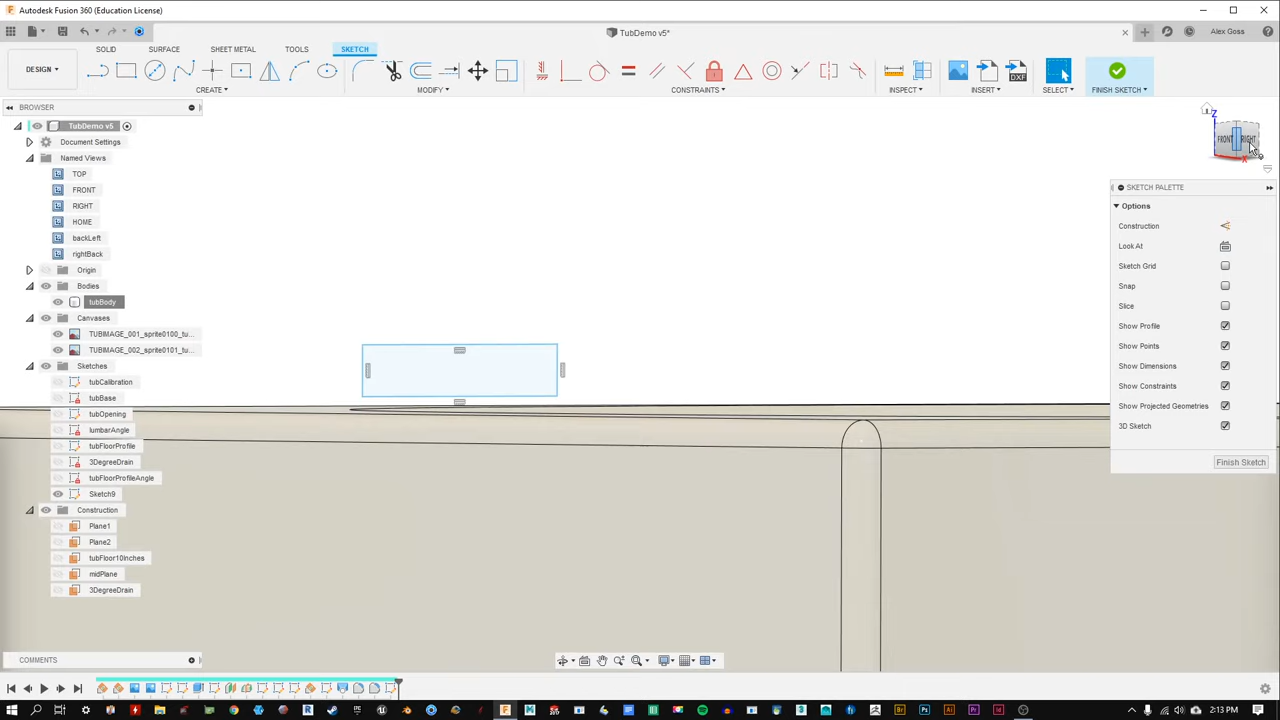 Autodesk Fusion 360 (Education License)
TubDemo v5*
Alex Goss
DESIGN
SOLID SURFACE SHEET METAL TOOLS SKETCH
CREATE MODIFY CONSTRAINTS INSPECT INSERT SELECT FINISH SKETCH
DXF
BROWSER
TubDemo v5
Document Settings
Named Views
TOP
FRONT
RIGHT
HOME
backLeft
rightBack
Origin
Bodies
tubBody
Canvases
TUBIMAGE_001_sprite0100_tu...
TUBIMAGE_002_sprite0101_tu...
Sketches
tubCalibration
tubBase
tubOpening
lumbarAngle
tubFloorProfile
3DegreeDrain
tubFloorProfileAngle
Sketch9
Construction
Plane1
Plane2
tubFloor10Inches
midPlane
3DegreeDrain
Z
FRONT RIGHT
X
SKETCH PALETTE
Options
Construction
Look At
Sketch Grid
Snap
Slice
Show Profile
Show Points
Show Dimensions
Show Constraints
Show Projected Geometries
3D Sketch
Finish Sketch
COMMENTS
2:13 PM